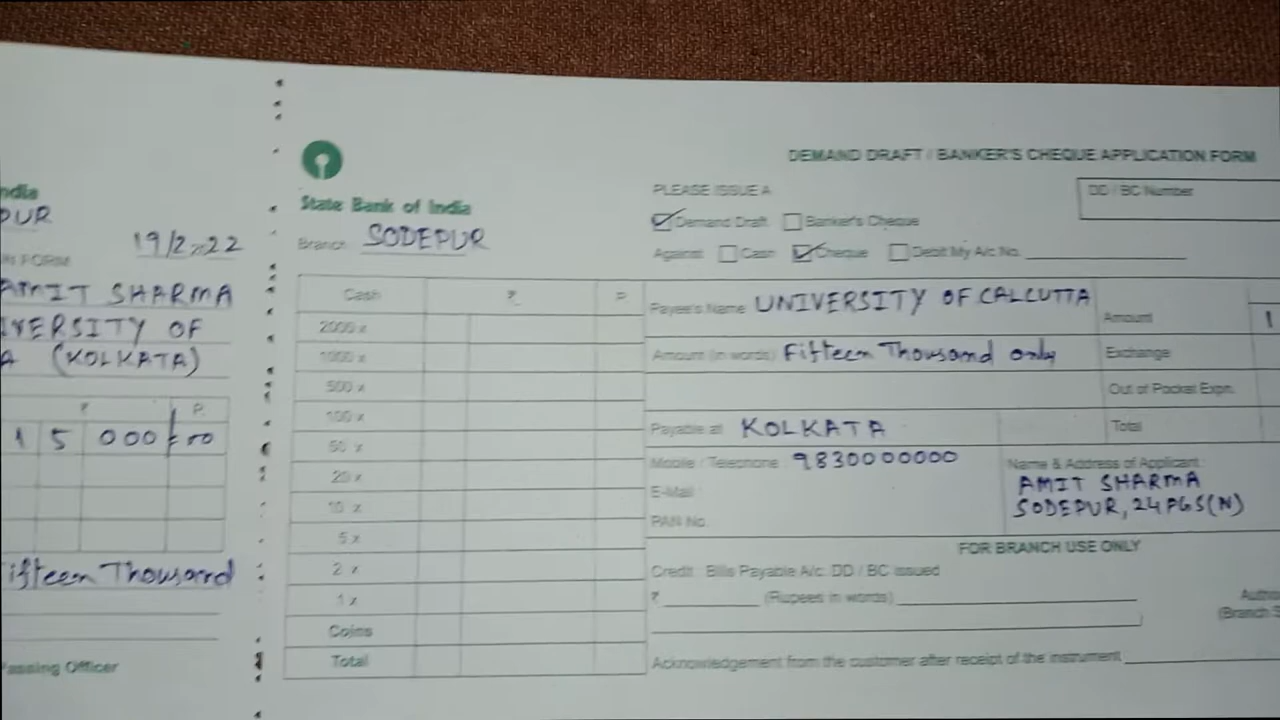 ndia
PUR
19/2/22
N FORM
AMIT SHARMA
IVERSITY OF
A (KOLKATA)
₹ P.
1 5 000 = 00
ifteen Thousand
Passing Officer
State Bank of India
Branch SODEPUR
Cash ₹ P
2000 x
1000 x
500 x
100 x
50 x
20 x
10 x
5 x
2 x
1 x
Coins
Total
DEMAND DRAFT / BANKER'S CHEQUE APPLICATION FORM
PLEASE ISSUE A
DD / BC Number
Demand Draft Banker's Cheque
Against: Cash Cheque Debit My A/c No.
Payee's Name UNIVERSITY OF CALCUTTA
Amount 1
Amount (in words) Fifteen Thousand only
Exchange
Out of Pocket Expn.
Payable at KOLKATA
Total
Mobile / Telephone: 9830000000
E-Mail
PAN No.
Name & Address of Applicant
AMIT SHARMA
SODEPUR, 24 PGS(N)
FOR BRANCH USE ONLY
Credit: Bills Payable A/c: DD / BC issued
₹ (Rupees in words)
(Branch
Acknowledgement from the customer after receipt of the instrument